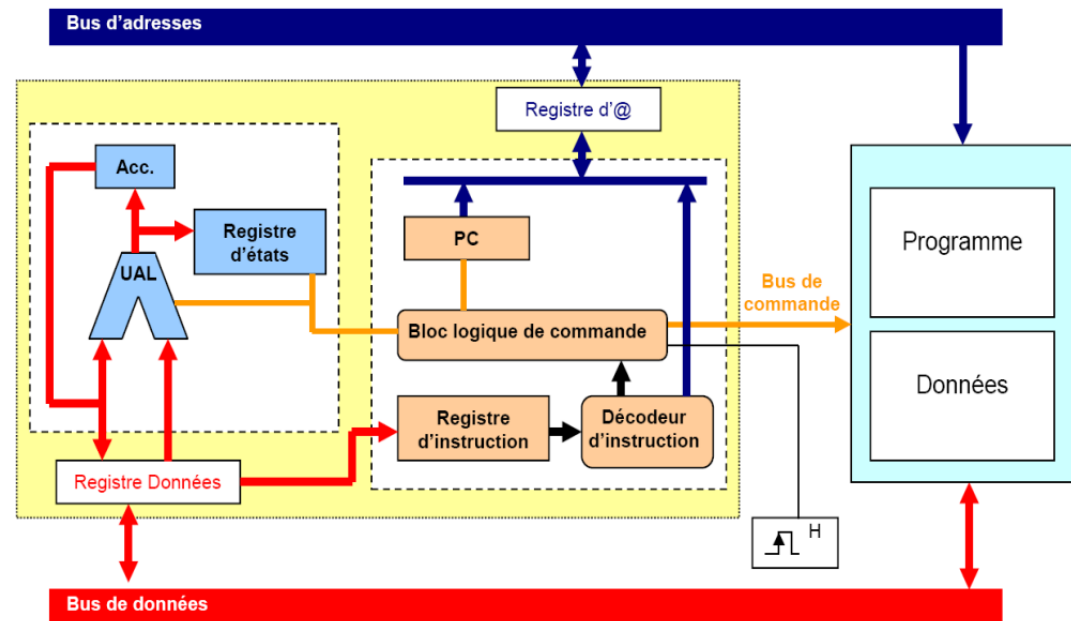 Bus d'adresses
Registre d'@
Acc.
Registre
d'états
UAL
PC
Bloc logique de commande
Registre
d'instruction
Décodeur
d'instruction
Registre Données
Bus de
commande
Programme
Données
H
Bus de données